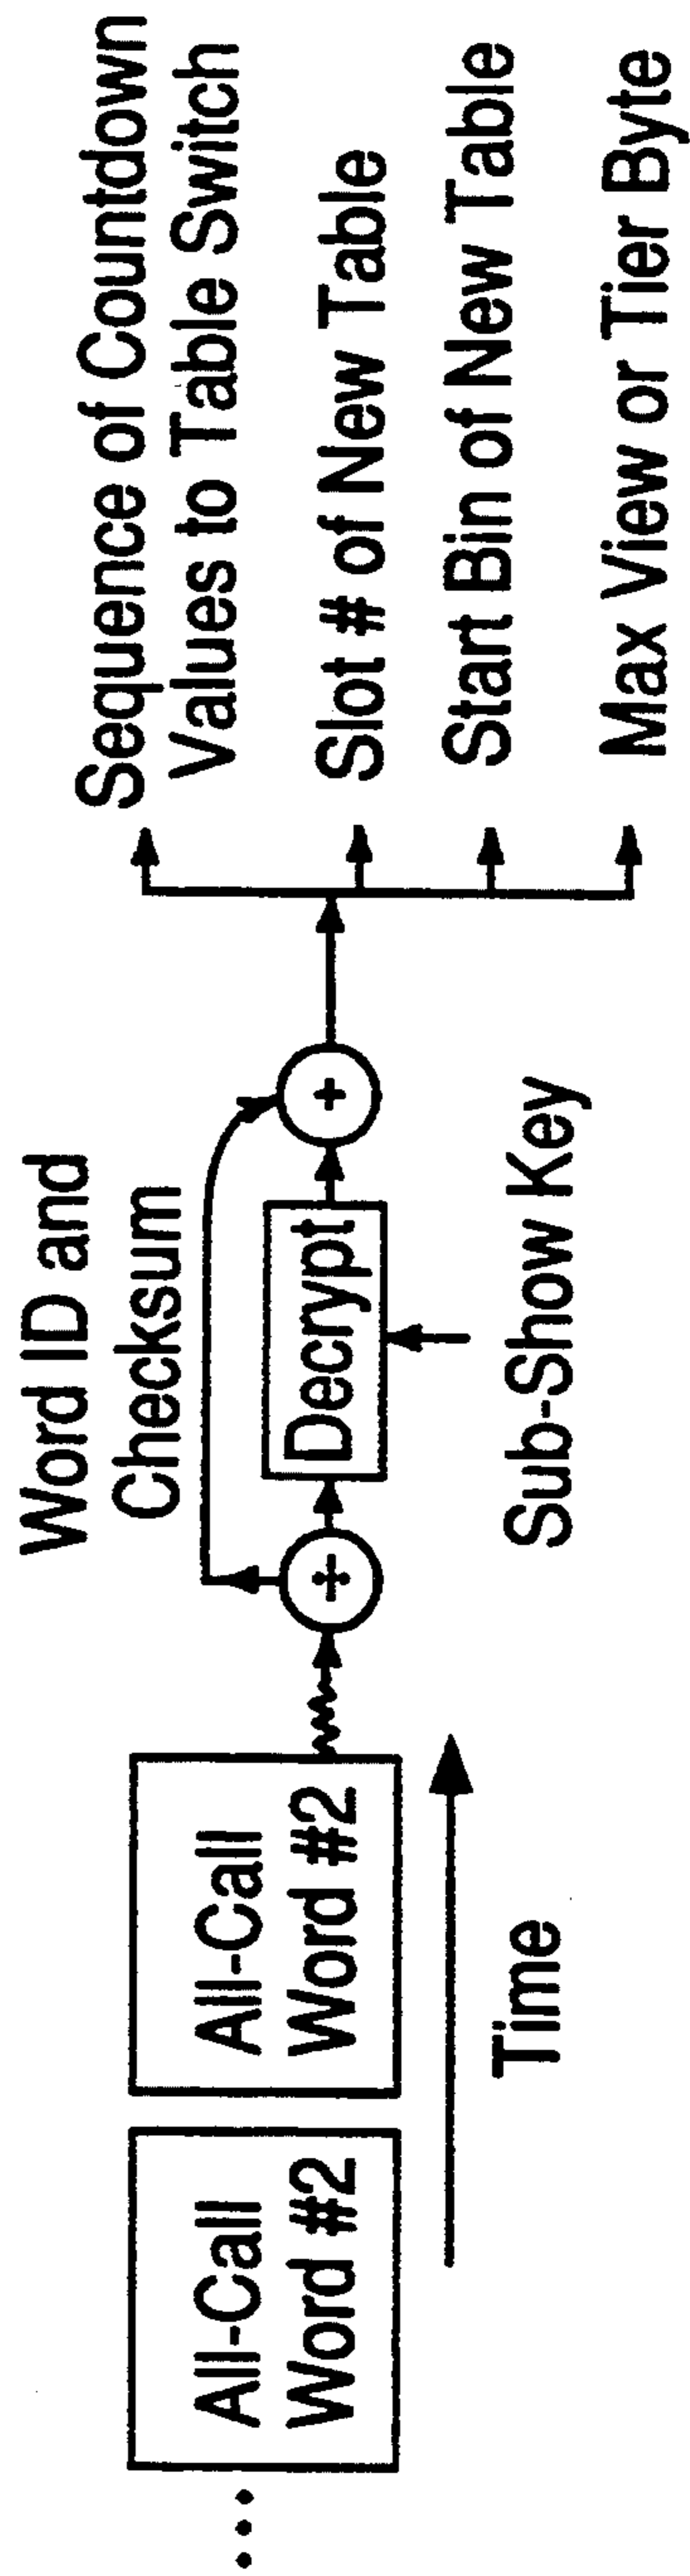 ...
All-Call
Word #2
All-Call
Word #2
Time
÷
Word ID and
Checksum
Decrypt
Sub-Show Key
+
Sequence of Countdown
Values to Table Switch
Slot # of New Table
Start Bin of New Table
Max View or Tier Byte